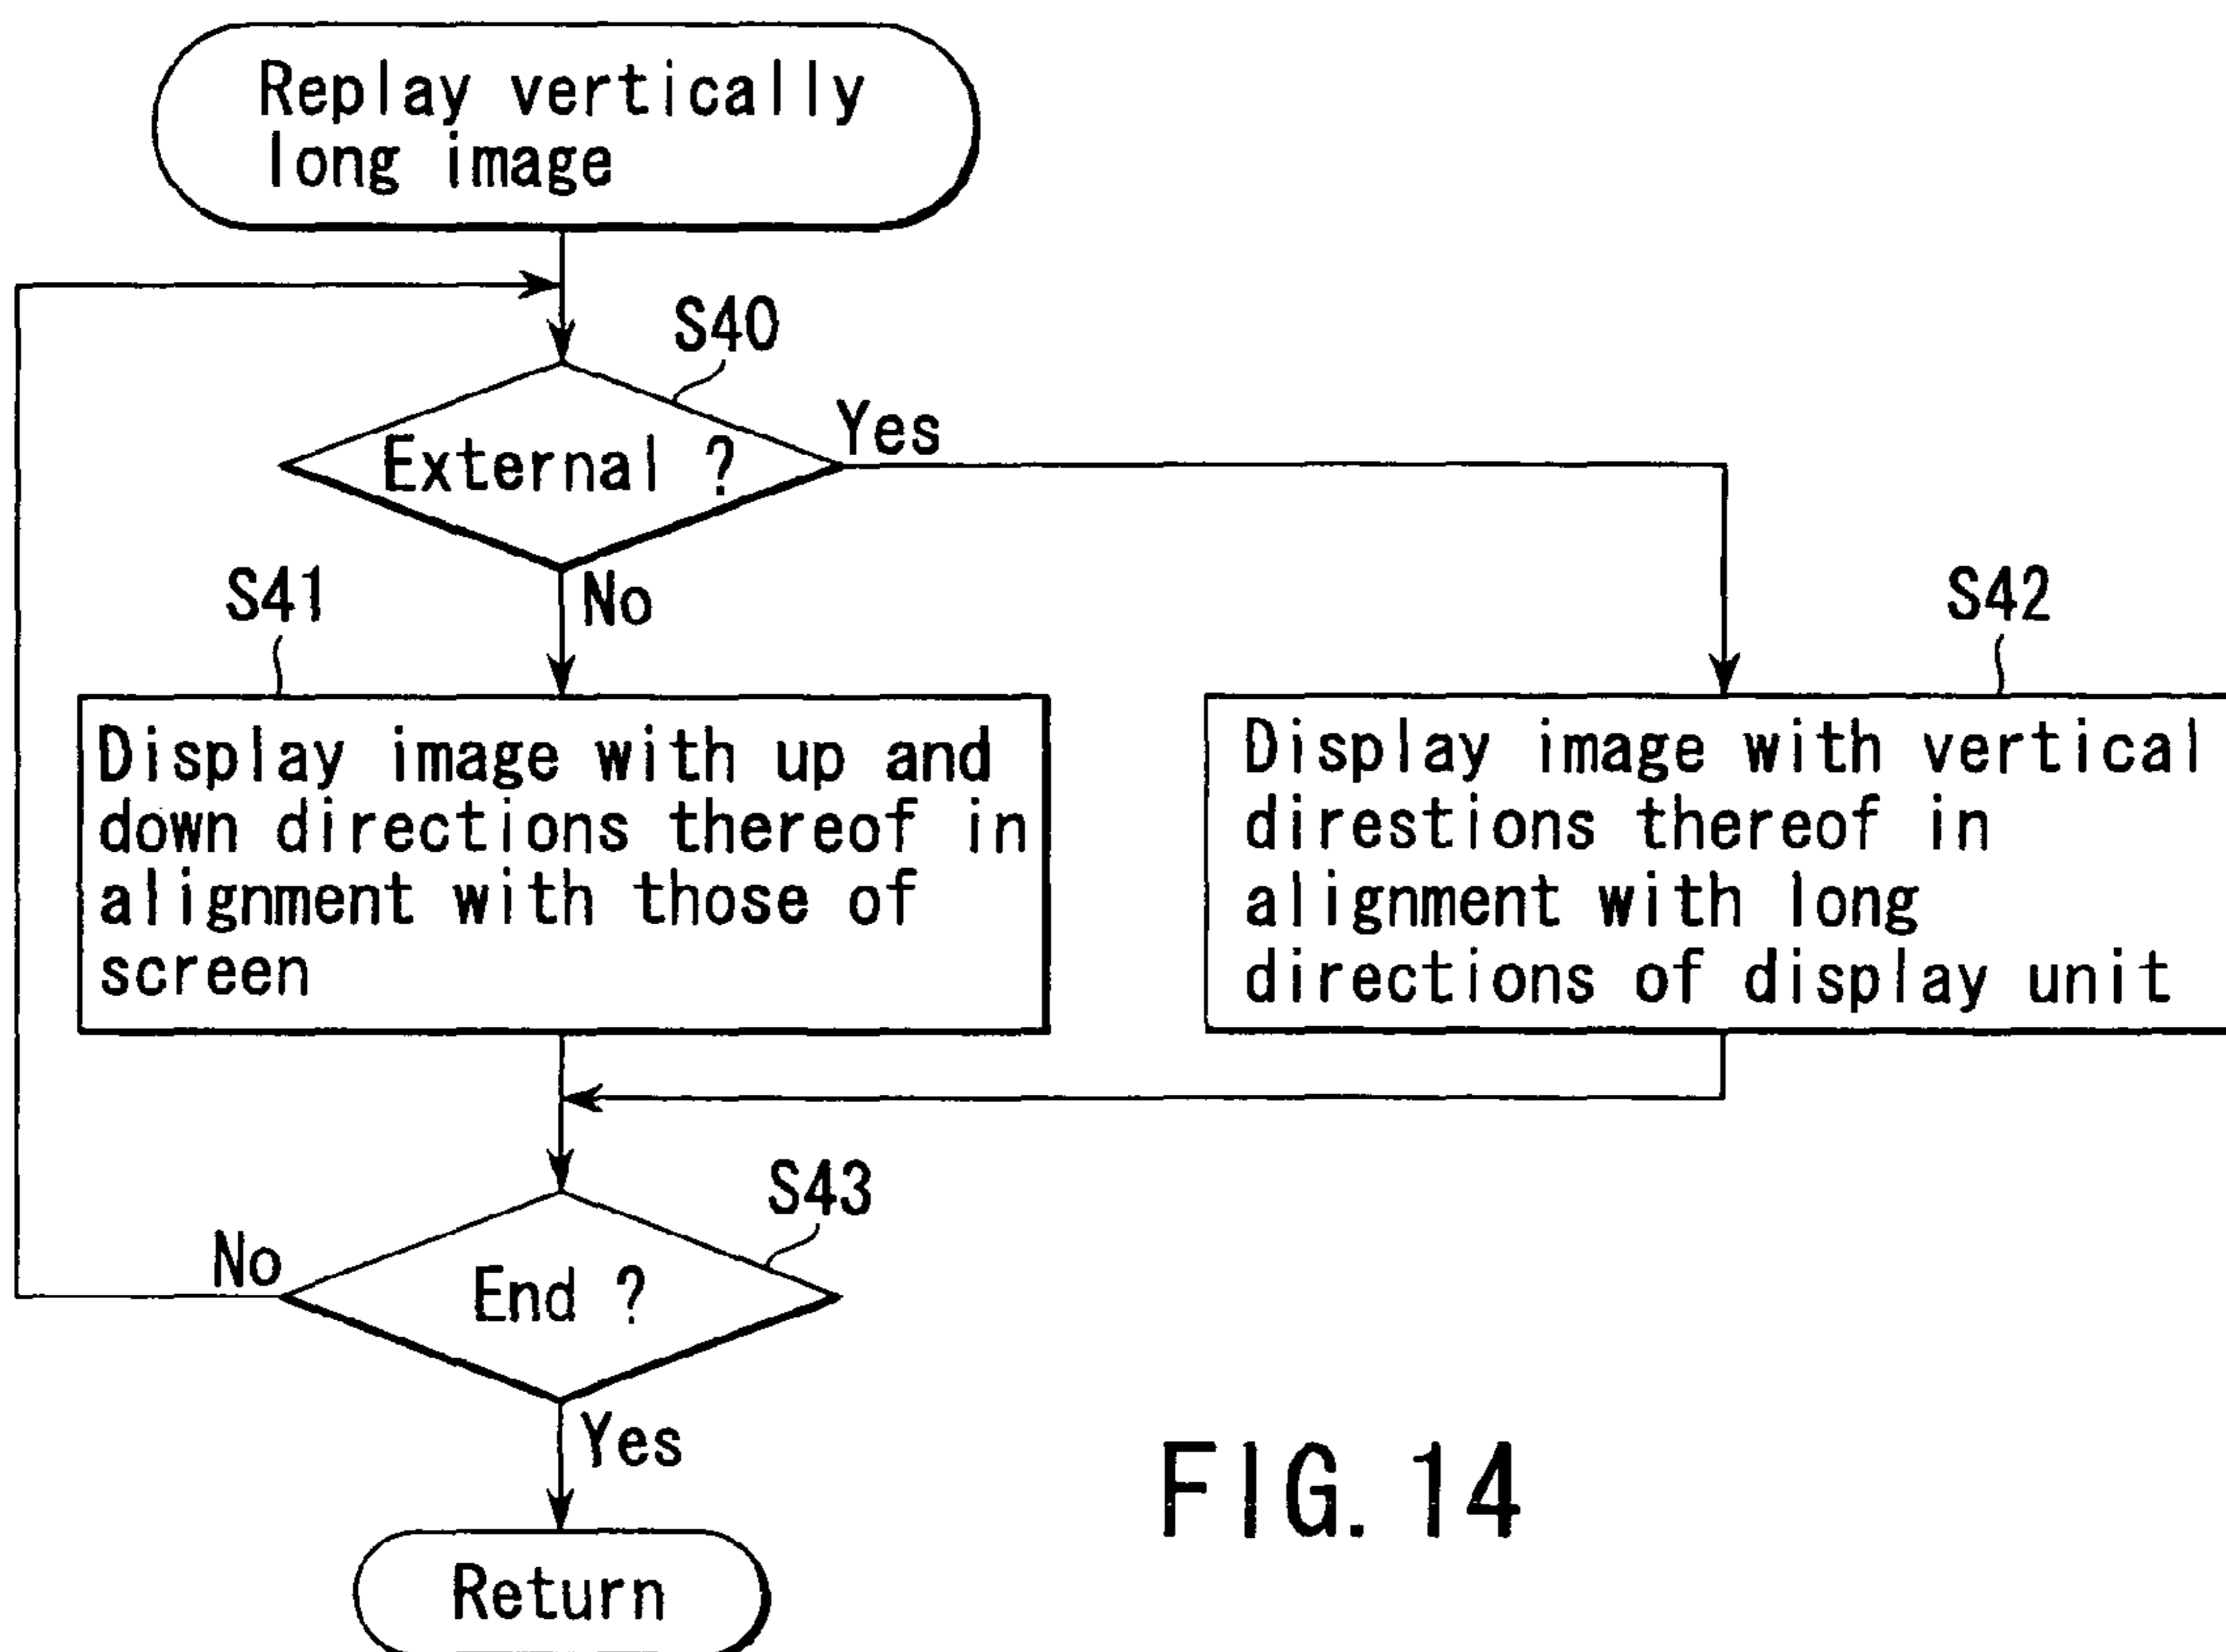 Replay vertically
long image
S40
External ?
Yes
No
S41
Display image with up and
down directions thereof in
alignment with those of
screen
S42
Display image with vertical
direstions thereof in
alignment with long
directions of display unit
S43
End ?
No
Yes
Return
FIG. 14